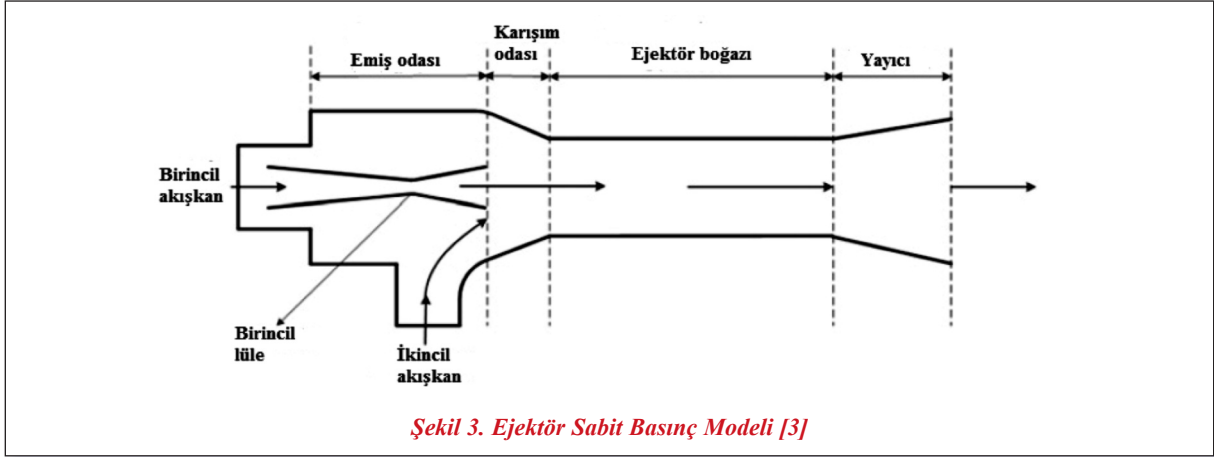 Karışım
odası
Emiş odası
Ejektör boğazı
Yayıcı
Birincil
akışkan
Birincil
lüle
İkincil
akışkan
Şekil 3. Ejektör Sabit Basınç Modeli [3]